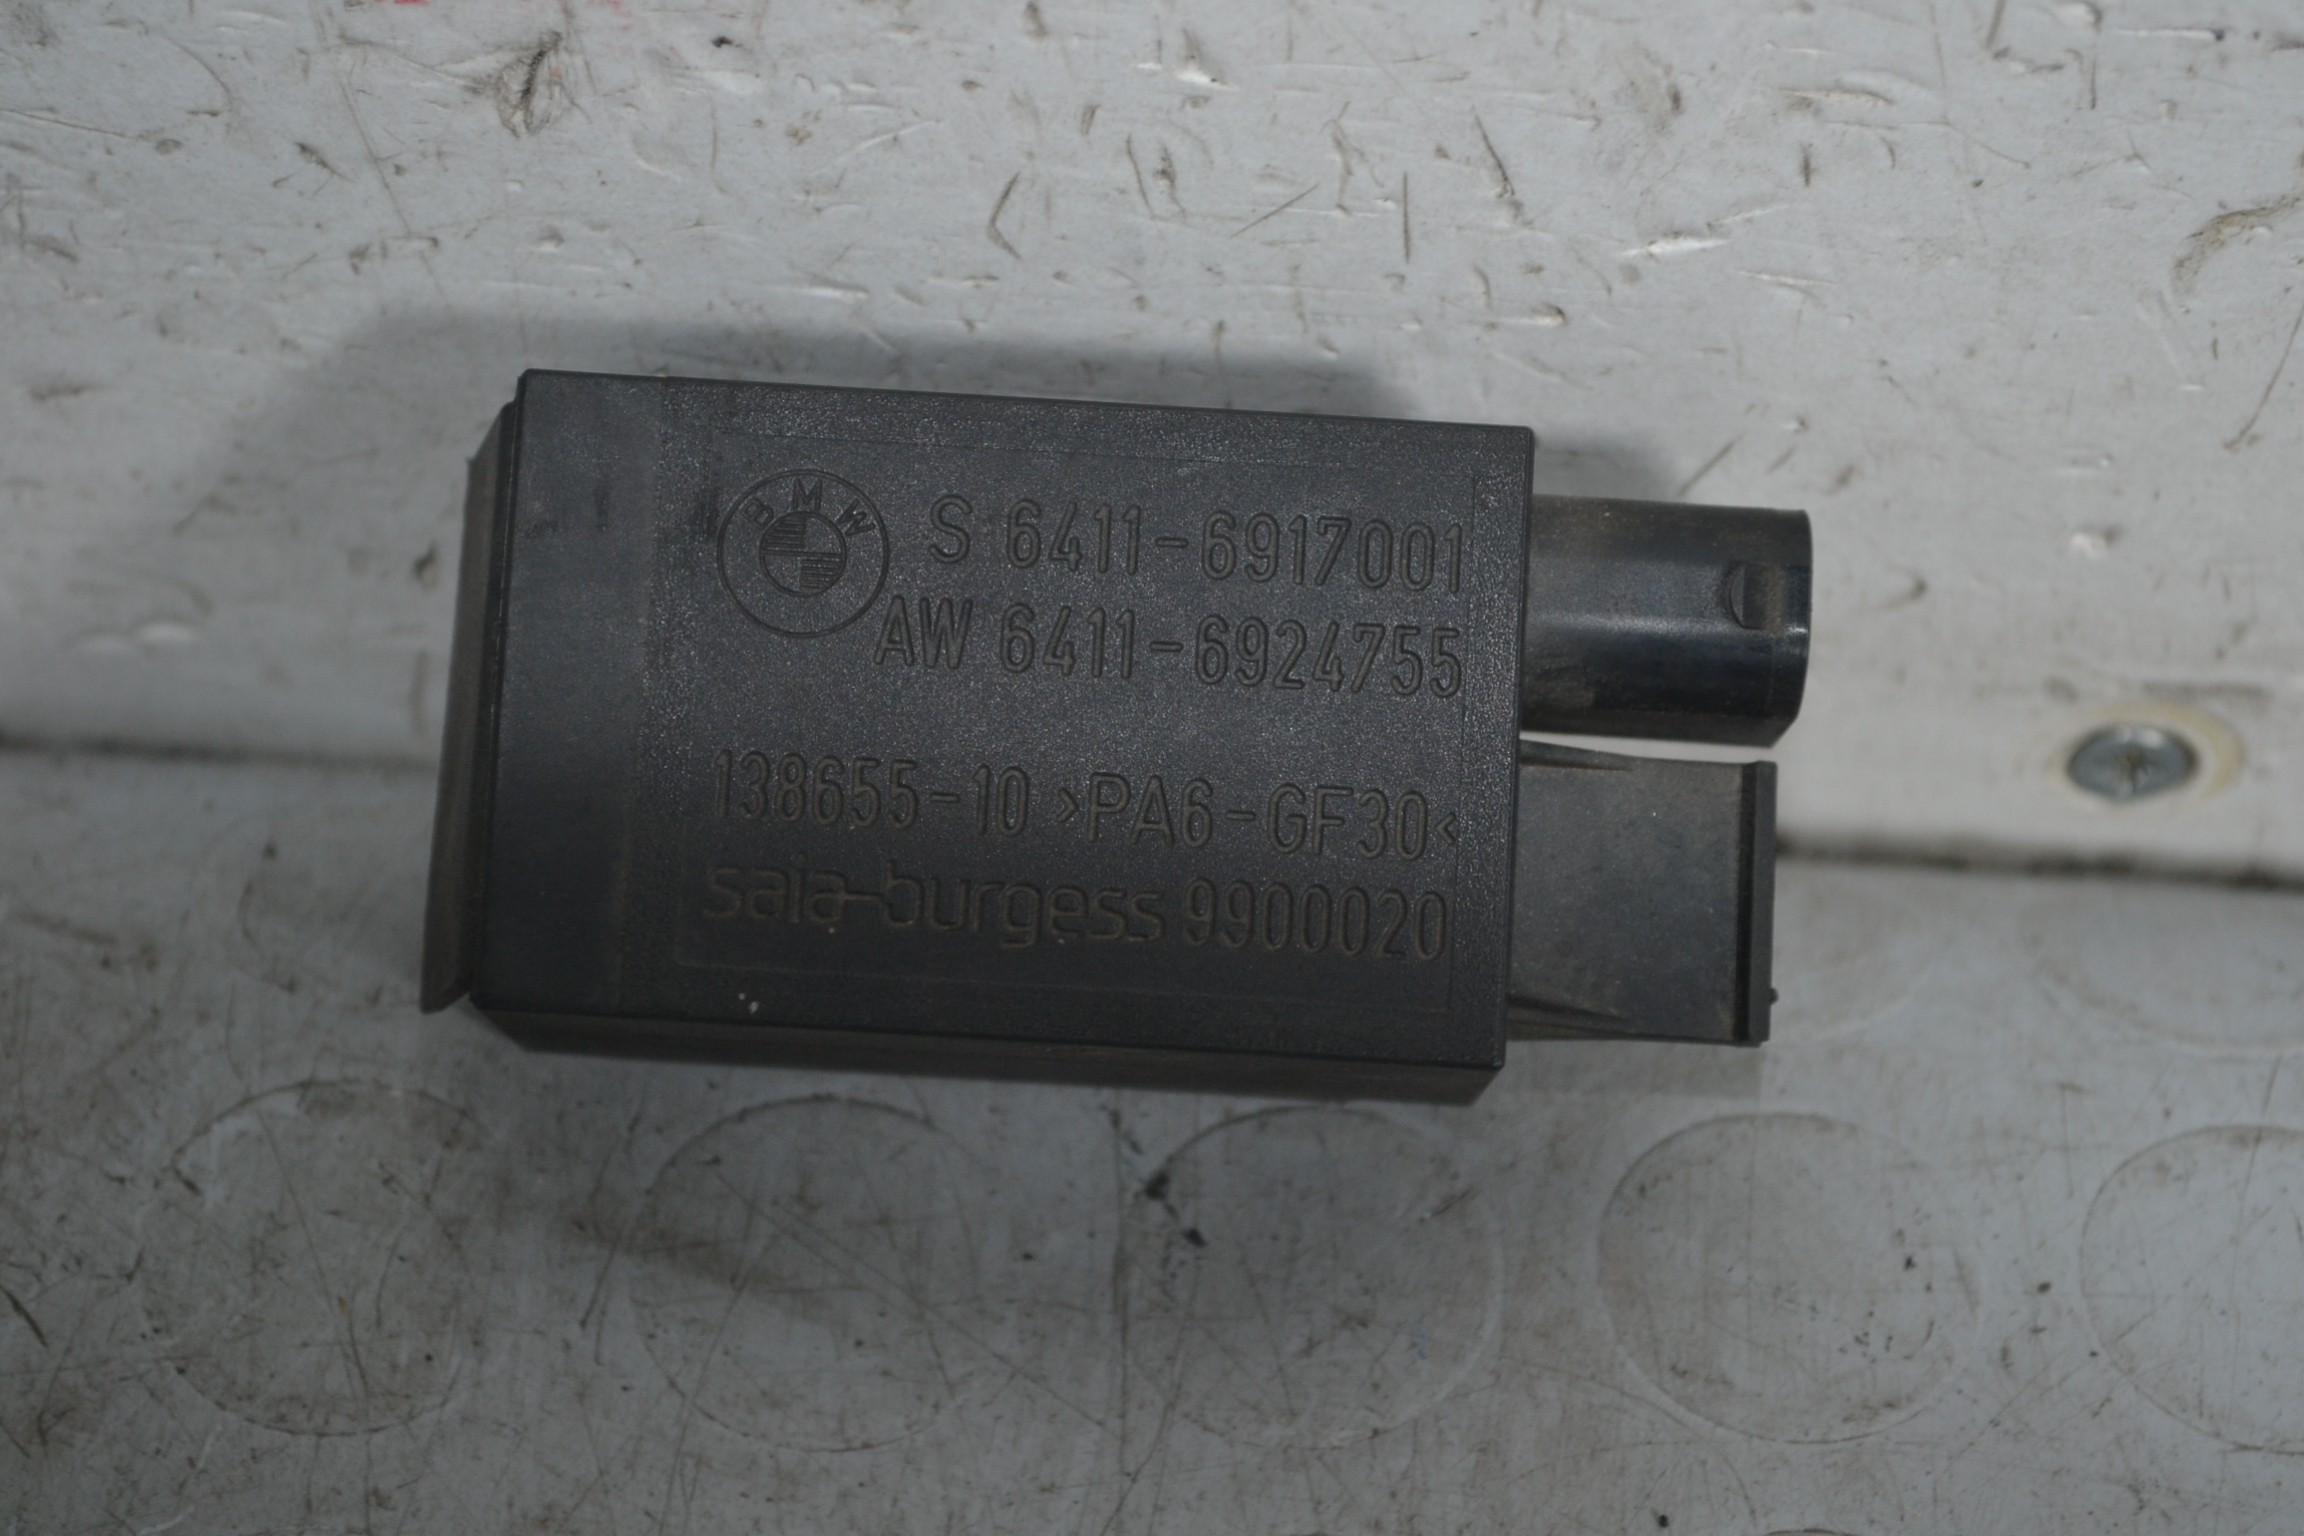 BMW S 6411-6917001
AW 6411-6924755
138655-10 >PA6-GF30<
saia-burgess 9900020